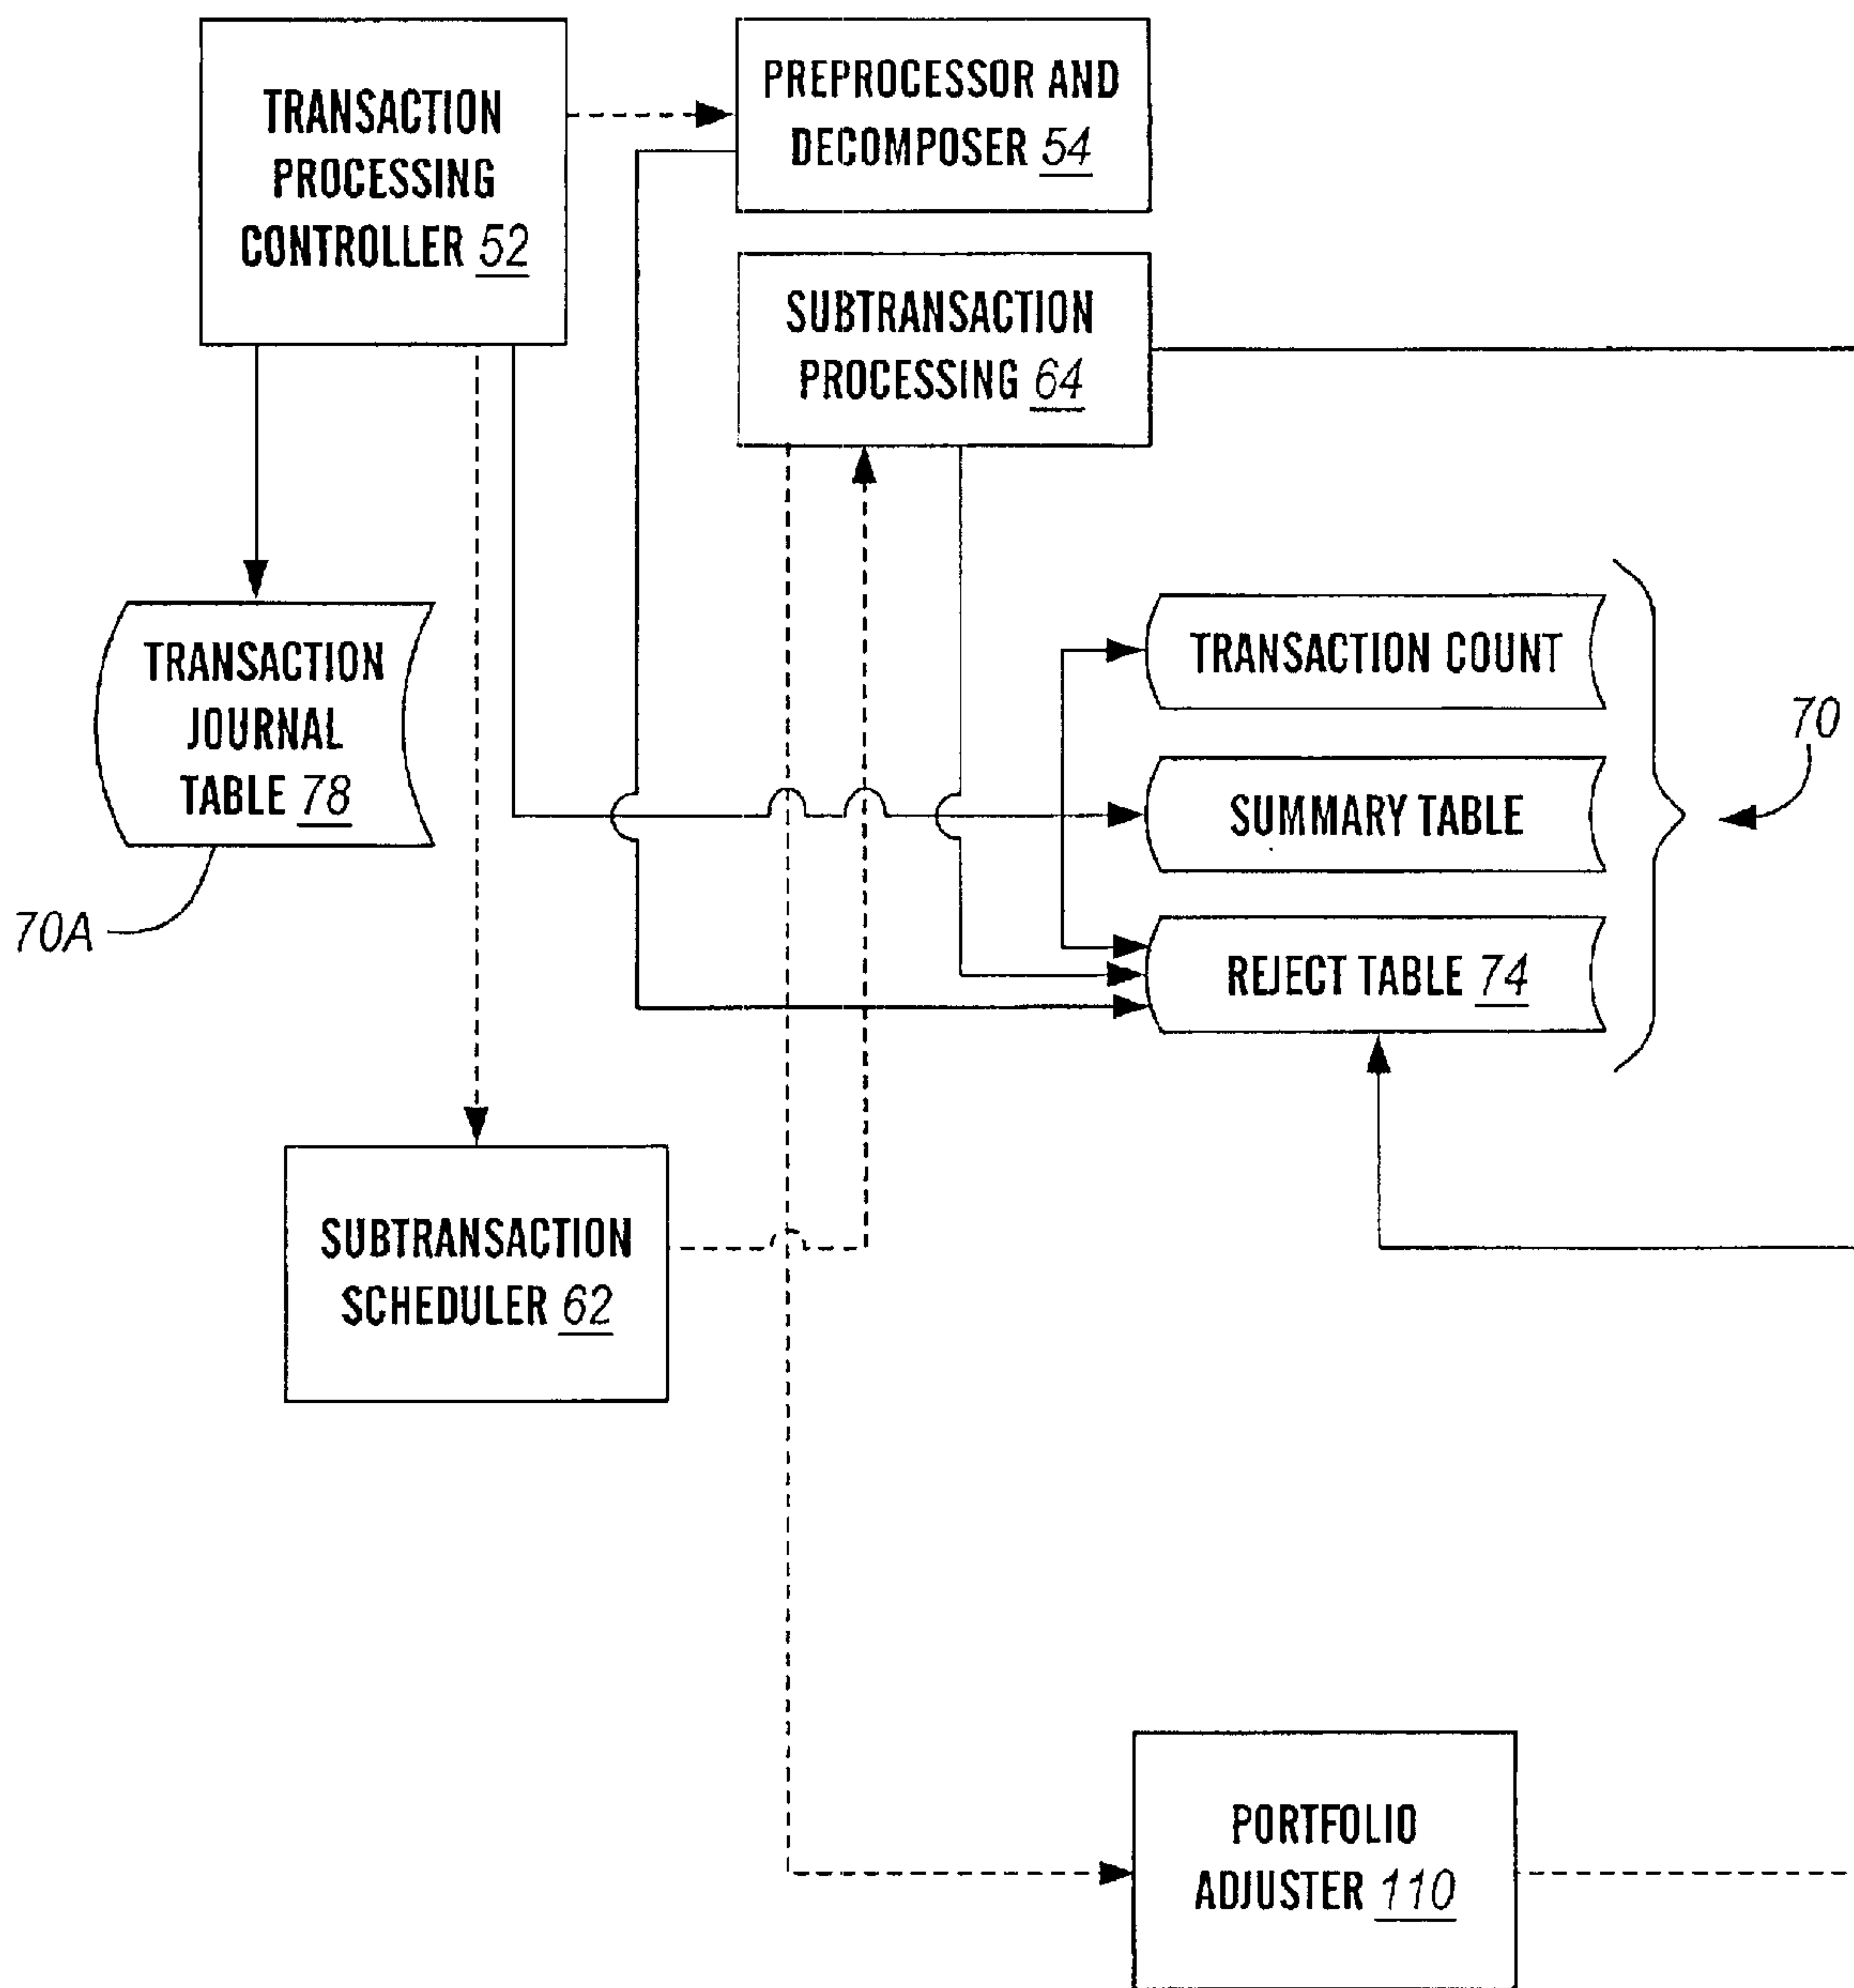 TRANSACTION
PROCESSING
CONTROLLER 52
PREPROCESSOR AND
DECOMPOSER 54
SUBTRANSACTION
PROCESSING 64
TRANSACTION
JOURNAL
TABLE 78
70A
TRANSACTION COUNT
SUMMARY TABLE
REJECT TABLE 74
70
SUBTRANSACTION
SCHEDULER 62
PORTFOLIO
ADJUSTER 110